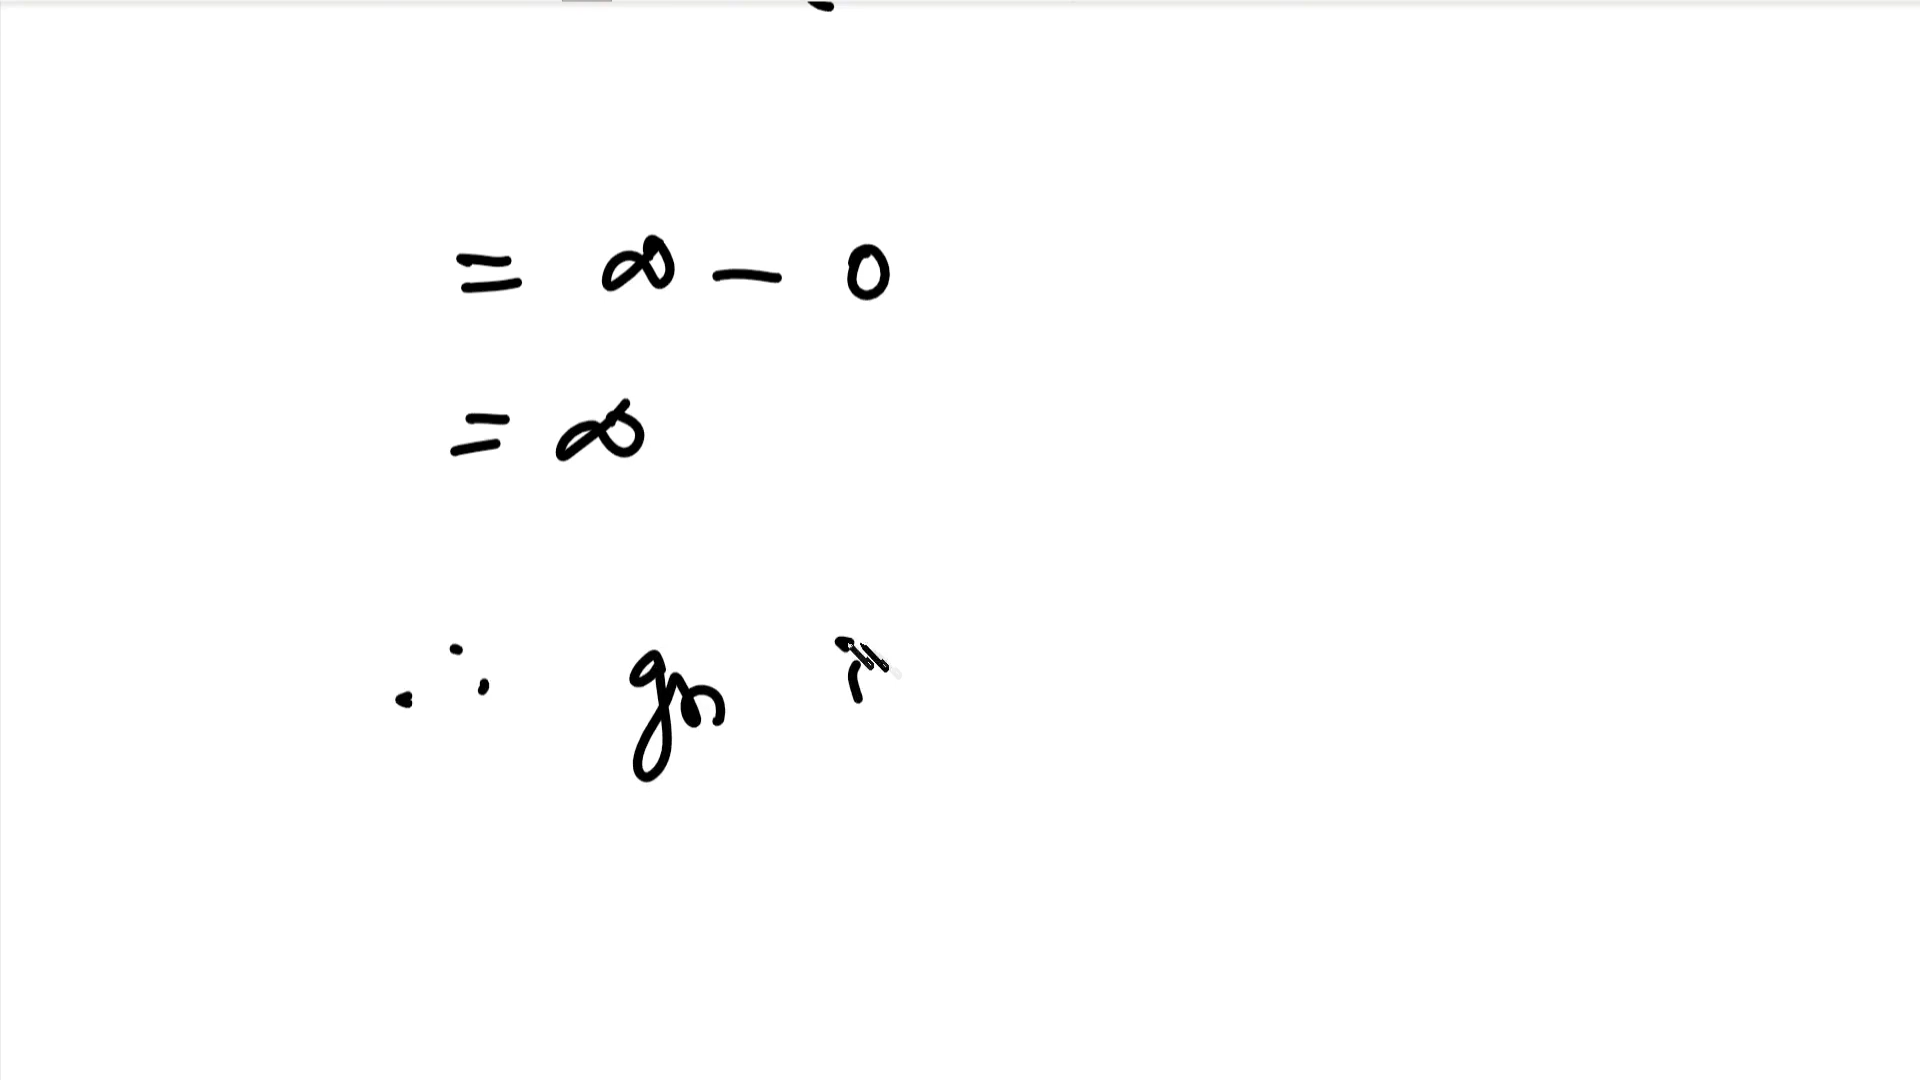 = ∞ - 0
= ∞
∴ gn i